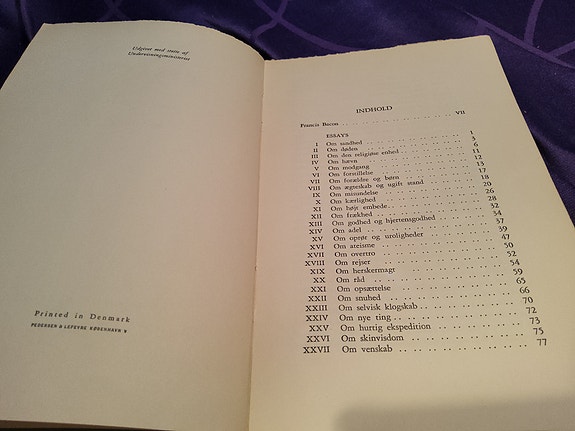 Udgivet med støtte af
Undervisningsministeriet
Printed in Denmark
PEDERSEN & LEFEVRE KØBENHAVN V
INDHOLD
Francis Bacon .......... VII
ESSAYS
I Om sandhed .......... 1
II Om døden .......... 3
III Om den religiøse enhed .......... 6
IV Om hævn .......... 11
V Om modgang .......... 12
VI Om forstillelse .......... 13
VII Om forældre og børn .......... 17
VIII Om ægteskab og ugift stand .......... 18
IX Om misundelse .......... 20
X Om kærlighed .......... 26
XI Om højt embede .......... 28
XII Om frækhed .......... 32
XIII Om godhed og hjertensgodhed .......... 34
XIV Om adel .......... 37
XV Om oprør og uroligheder .......... 39
XVI Om ateisme .......... 47
XVII Om overtro .......... 50
XVIII Om rejser .......... 52
XIX Om herskermagt .......... 54
XX Om råd .......... 59
XXI Om opsættelse .......... 65
XXII Om snuhed .......... 66
XXIII Om selvisk klogskab .......... 70
XXIV Om nye ting .......... 72
XXV Om hurtig ekspedition .......... 73
XXVI Om skinvisdom .......... 75
XXVII Om venskab .......... 77